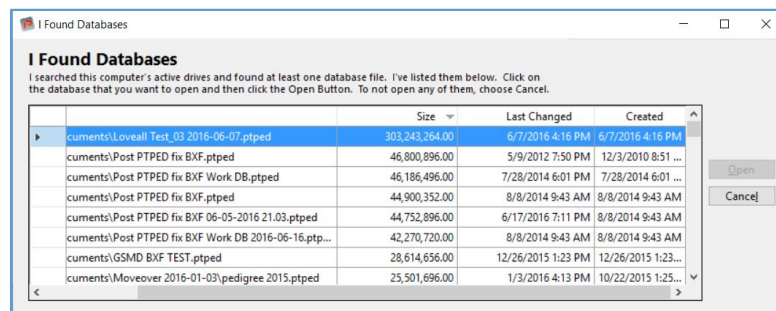 I Found Databases
I Found Databases
I searched this computer's active drives and found at least one database file. I've listed them below. Click on
the database that you want to open and then click the Open Button. To not open any of them, choose Cancel.
Size Last Changed Created
cuments\Loveall Test_03 2016-06-07.ptped 303,243,264.00 6/7/2016 4:16 PM 6/7/2016 4:16 PM
cuments\Post PTPED fix BXF.ptped 46,800,896.00 5/9/2012 7:50 PM 12/3/2010 8:51 ...
cuments\Post PTPED fix BXF Work DB.ptped 46,186,496.00 7/28/2014 6:01 PM 7/28/2014 6:01 ...
Open
cuments\Post PTPED fix BXF.ptped 44,900,352.00 8/8/2014 9:43 AM 8/8/2014 9:43 AM
Cancel
cuments\Post PTPED fix BXF 06-05-2016 21.03.ptped 44,752,896.00 6/17/2016 7:11 PM 8/8/2014 9:43 AM
cuments\Post PTPED fix BXF Work DB 2016-06-16.ptp... 42,270,720.00 8/8/2014 9:43 AM 8/8/2014 9:43 AM
cuments\GSMD BXF TEST.ptped 28,614,656.00 12/26/2015 1:23 PM 12/26/2015 1:23...
cuments\Moveover 2016-01-03\pedigree 2015.ptped 25,501,696.00 1/3/2016 4:13 PM 10/22/2015 1:25...